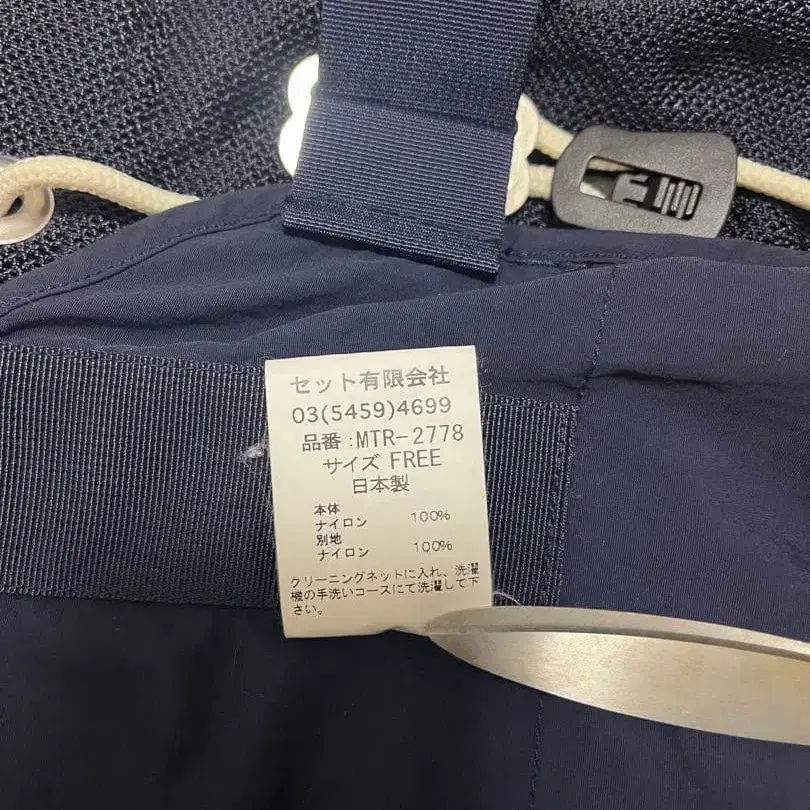 セット有限会社
03(5459)4699
品番:MTR-2778
サイズ FREE
日本製
本体
ナイロン 100%
別地
ナイロン 100%
クリーニングネットに入れ、洗濯
機の手洗いコースにて洗濯して下
さい。